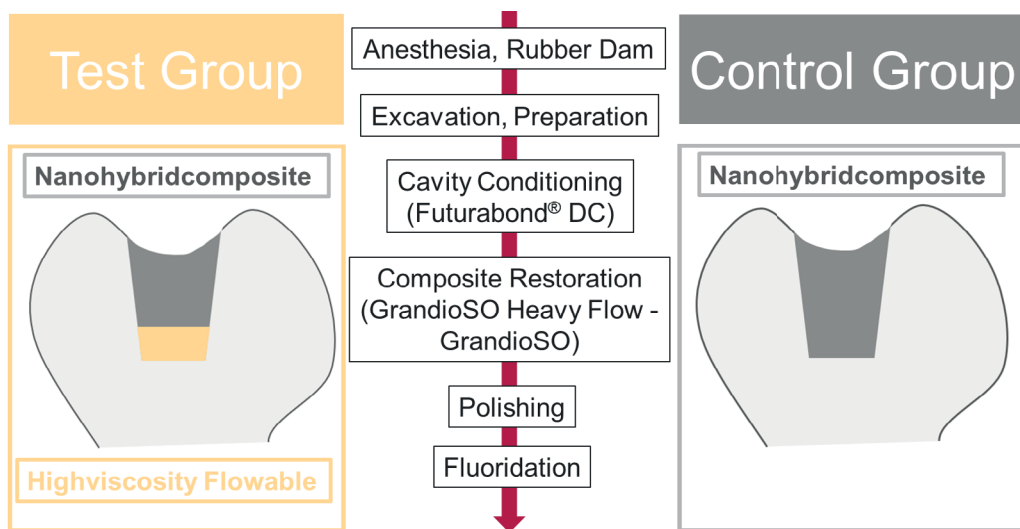 Test Group
Nanohybridcomposite
Highviscosity Flowable
Anesthesia, Rubber Dam
Excavation, Preparation
Cavity Conditioning
(Futurabond® DC)
Composite Restoration
(GrandioSO Heavy Flow -
GrandioSO)
Polishing
Fluoridation
Control Group
Nanohybridcomposite